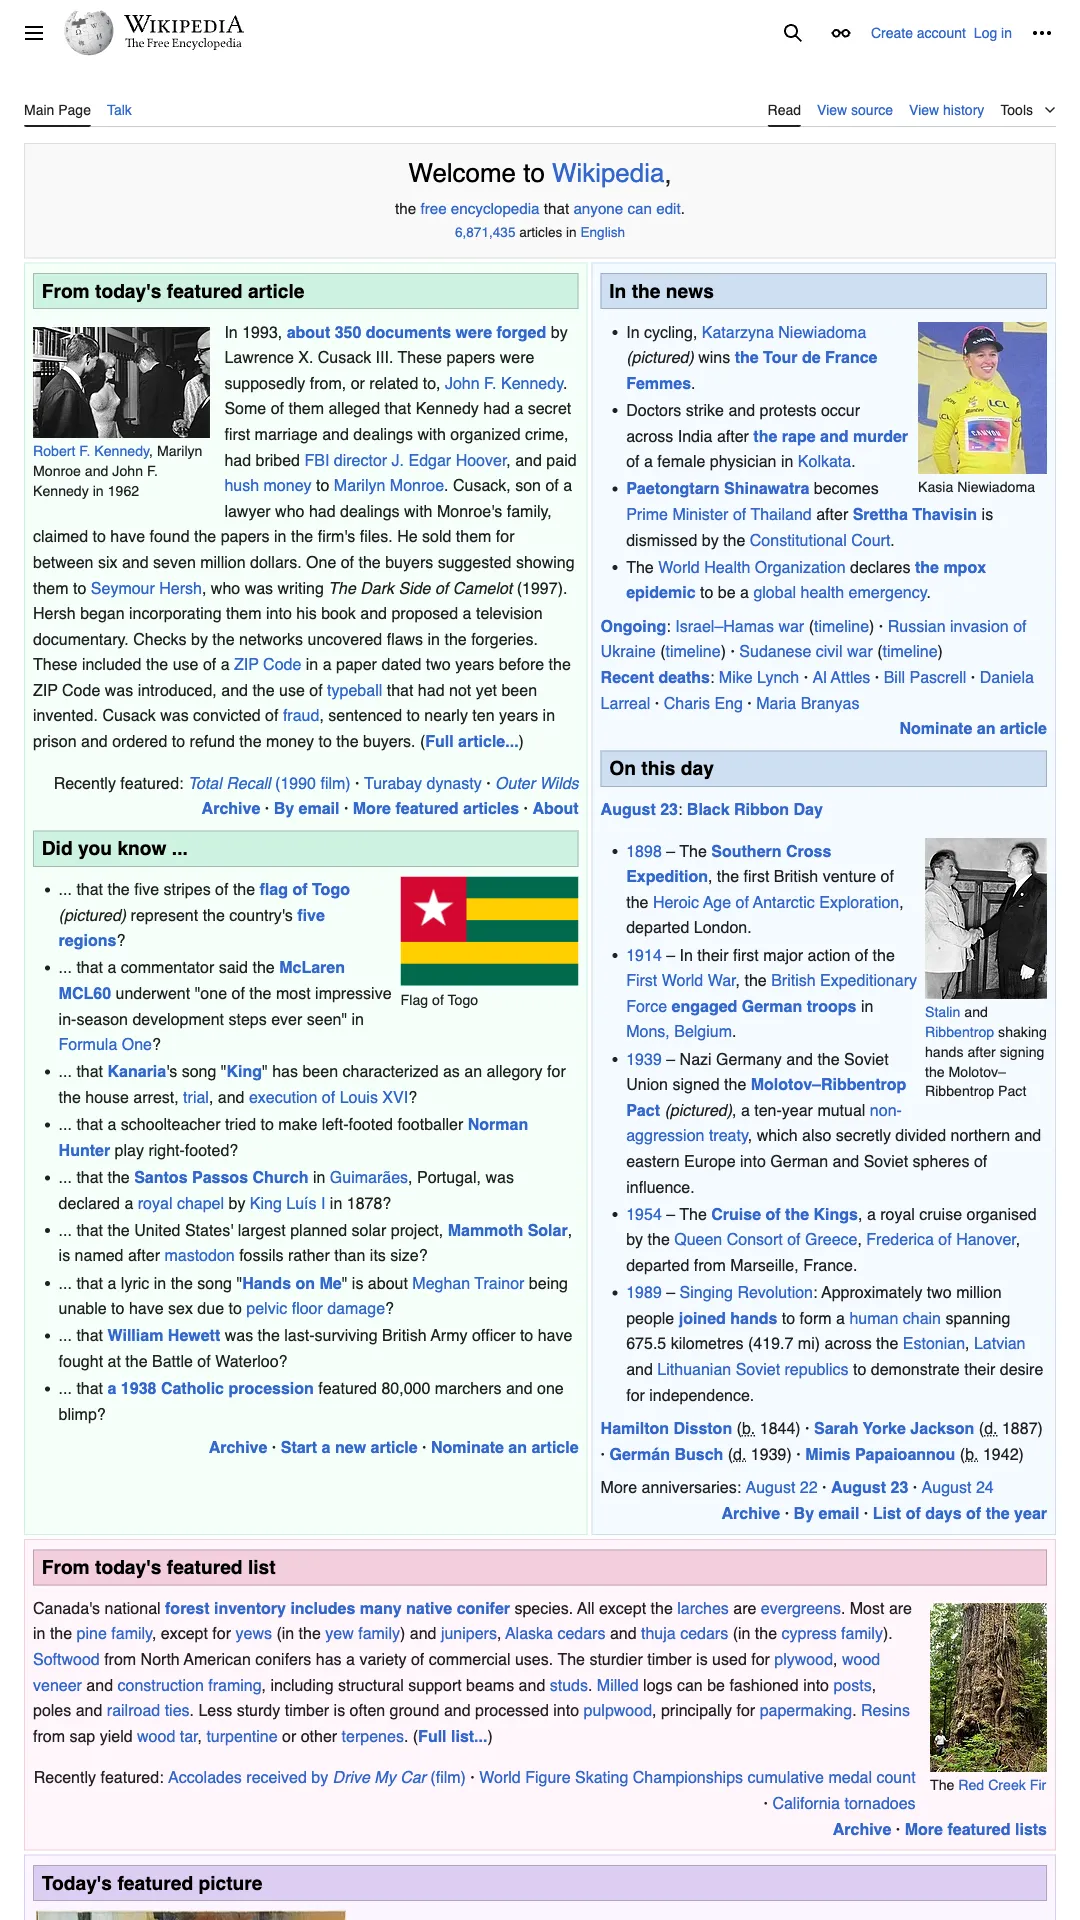 WIKIPEDIA
The Free Encyclopedia
Create account Log in
Main Page Talk
Read View source View history Tools
Welcome to Wikipedia,
the free encyclopedia that anyone can edit.
6,871,435 articles in English
From today's featured article
Robert F. Kennedy, Marilyn
Monroe and John F.
Kennedy in 1962
In 1993, about 350 documents were forged by
Lawrence X. Cusack III. These papers were
supposedly from, or related to, John F. Kennedy.
Some of them alleged that Kennedy had a secret
first marriage and dealings with organized crime,
had bribed FBI director J. Edgar Hoover, and paid
hush money to Marilyn Monroe. Cusack, son of a
lawyer who had dealings with Monroe's family,
claimed to have found the papers in the firm's files. He sold them for
between six and seven million dollars. One of the buyers suggested showing
them to Seymour Hersh, who was writing The Dark Side of Camelot (1997).
Hersh began incorporating them into his book and proposed a television
documentary. Checks by the networks uncovered flaws in the forgeries.
These included the use of a ZIP Code in a paper dated two years before the
ZIP Code was introduced, and the use of typeball that had not yet been
invented. Cusack was convicted of fraud, sentenced to nearly ten years in
prison and ordered to refund the money to the buyers. (Full article...)
Recently featured: Total Recall (1990 film) · Turabay dynasty · Outer Wilds
Archive · By email · More featured articles · About
Did you know ...
• ... that the five stripes of the flag of Togo
(pictured) represent the country's five
regions?
• ... that a commentator said the McLaren
MCL60 underwent "one of the most impressive
in-season development steps ever seen" in
Formula One?
Flag of Togo
• ... that Kanaria's song "King" has been characterized as an allegory for
the house arrest, trial, and execution of Louis XVI?
• ... that a schoolteacher tried to make left-footed footballer Norman
Hunter play right-footed?
• ... that the Santos Passos Church in Guimarães, Portugal, was
declared a royal chapel by King Luís I in 1878?
• ... that the United States' largest planned solar project, Mammoth Solar,
is named after mastodon fossils rather than its size?
• ... that a lyric in the song "Hands on Me" is about Meghan Trainor being
unable to have sex due to pelvic floor damage?
• ... that William Hewett was the last-surviving British Army officer to have
fought at the Battle of Waterloo?
• ... that a 1938 Catholic procession featured 80,000 marchers and one
blimp?
Archive · Start a new article · Nominate an article
In the news
• In cycling, Katarzyna Niewiadoma
(pictured) wins the Tour de France
Femmes.
• Doctors strike and protests occur
across India after the rape and murder
of a female physician in Kolkata.
LCL
CANYON
Kasia Niewiadoma
• Paetongtarn Shinawatra becomes
Prime Minister of Thailand after Srettha Thavisin is
dismissed by the Constitutional Court.
• The World Health Organization declares the mpox
epidemic to be a global health emergency.
Ongoing: Israel–Hamas war (timeline) · Russian invasion of
Ukraine (timeline) · Sudanese civil war (timeline)
Recent deaths: Mike Lynch · Al Attles · Bill Pascrell · Daniela
Larreal · Charis Eng · Maria Branyas
Nominate an article
On this day
August 23: Black Ribbon Day
• 1898 – The Southern Cross
Expedition, the first British venture of
the Heroic Age of Antarctic Exploration,
departed London.
• 1914 – In their first major action of the
First World War, the British Expeditionary
Force engaged German troops in
Mons, Belgium.
Stalin and
Ribbentrop shaking
hands after signing
the Molotov–
Ribbentrop Pact
• 1939 – Nazi Germany and the Soviet
Union signed the Molotov–Ribbentrop
Pact (pictured), a ten-year mutual non-
aggression treaty, which also secretly divided northern and
eastern Europe into German and Soviet spheres of
influence.
• 1954 – The Cruise of the Kings, a royal cruise organised
by the Queen Consort of Greece, Frederica of Hanover,
departed from Marseille, France.
• 1989 – Singing Revolution: Approximately two million
people joined hands to form a human chain spanning
675.5 kilometres (419.7 mi) across the Estonian, Latvian
and Lithuanian Soviet republics to demonstrate their desire
for independence.
Hamilton Disston (b. 1844) · Sarah Yorke Jackson (d. 1887)
· Germán Busch (d. 1939) · Mimis Papaioannou (b. 1942)
More anniversaries: August 22 · August 23 · August 24
Archive · By email · List of days of the year
From today's featured list
Canada's national forest inventory includes many native conifer species. All except the larches are evergreens. Most are
in the pine family, except for yews (in the yew family) and junipers, Alaska cedars and thuja cedars (in the cypress family).
Softwood from North American conifers has a variety of commercial uses. The sturdier timber is used for plywood, wood
veneer and construction framing, including structural support beams and studs. Milled logs can be fashioned into posts,
poles and railroad ties. Less sturdy timber is often ground and processed into pulpwood, principally for papermaking. Resins
from sap yield wood tar, turpentine or other terpenes. (Full list...)
The Red Creek Fir
Recently featured: Accolades received by Drive My Car (film) · World Figure Skating Championships cumulative medal count
· California tornadoes
Archive · More featured lists
Today's featured picture